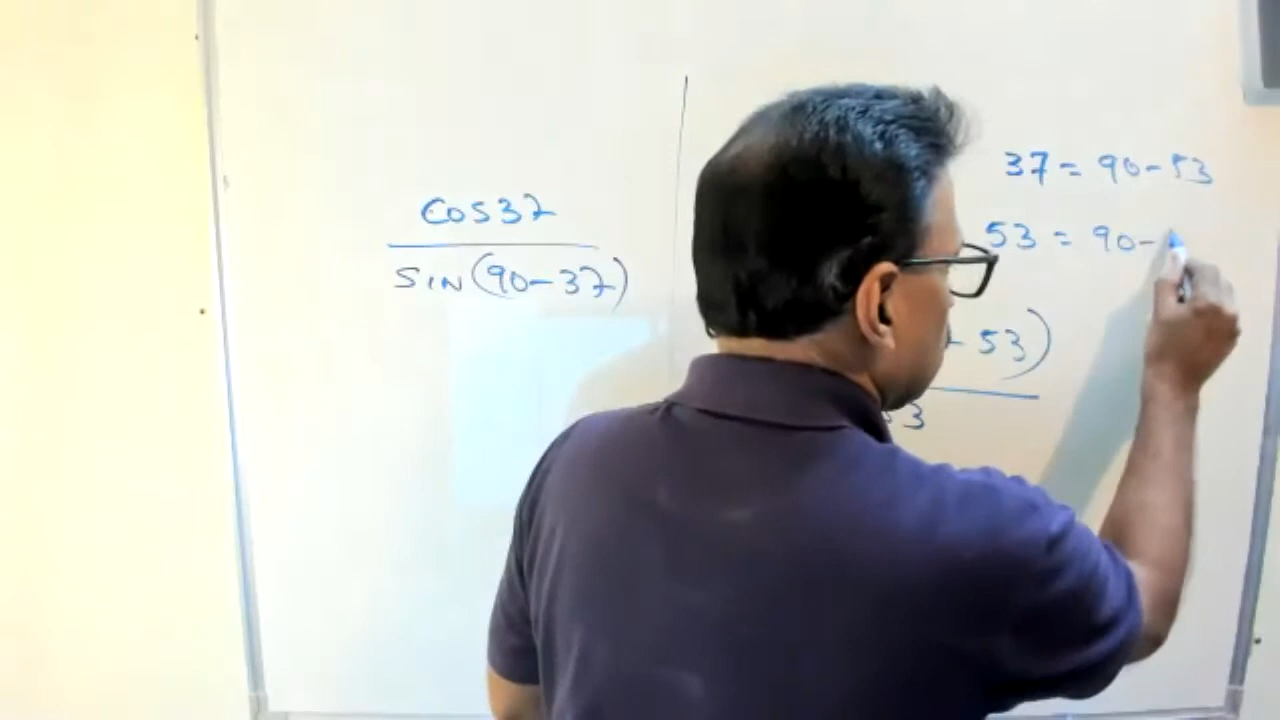 cos37
sin(90-37)
37 = 90-53
53 = 90-
53)
3